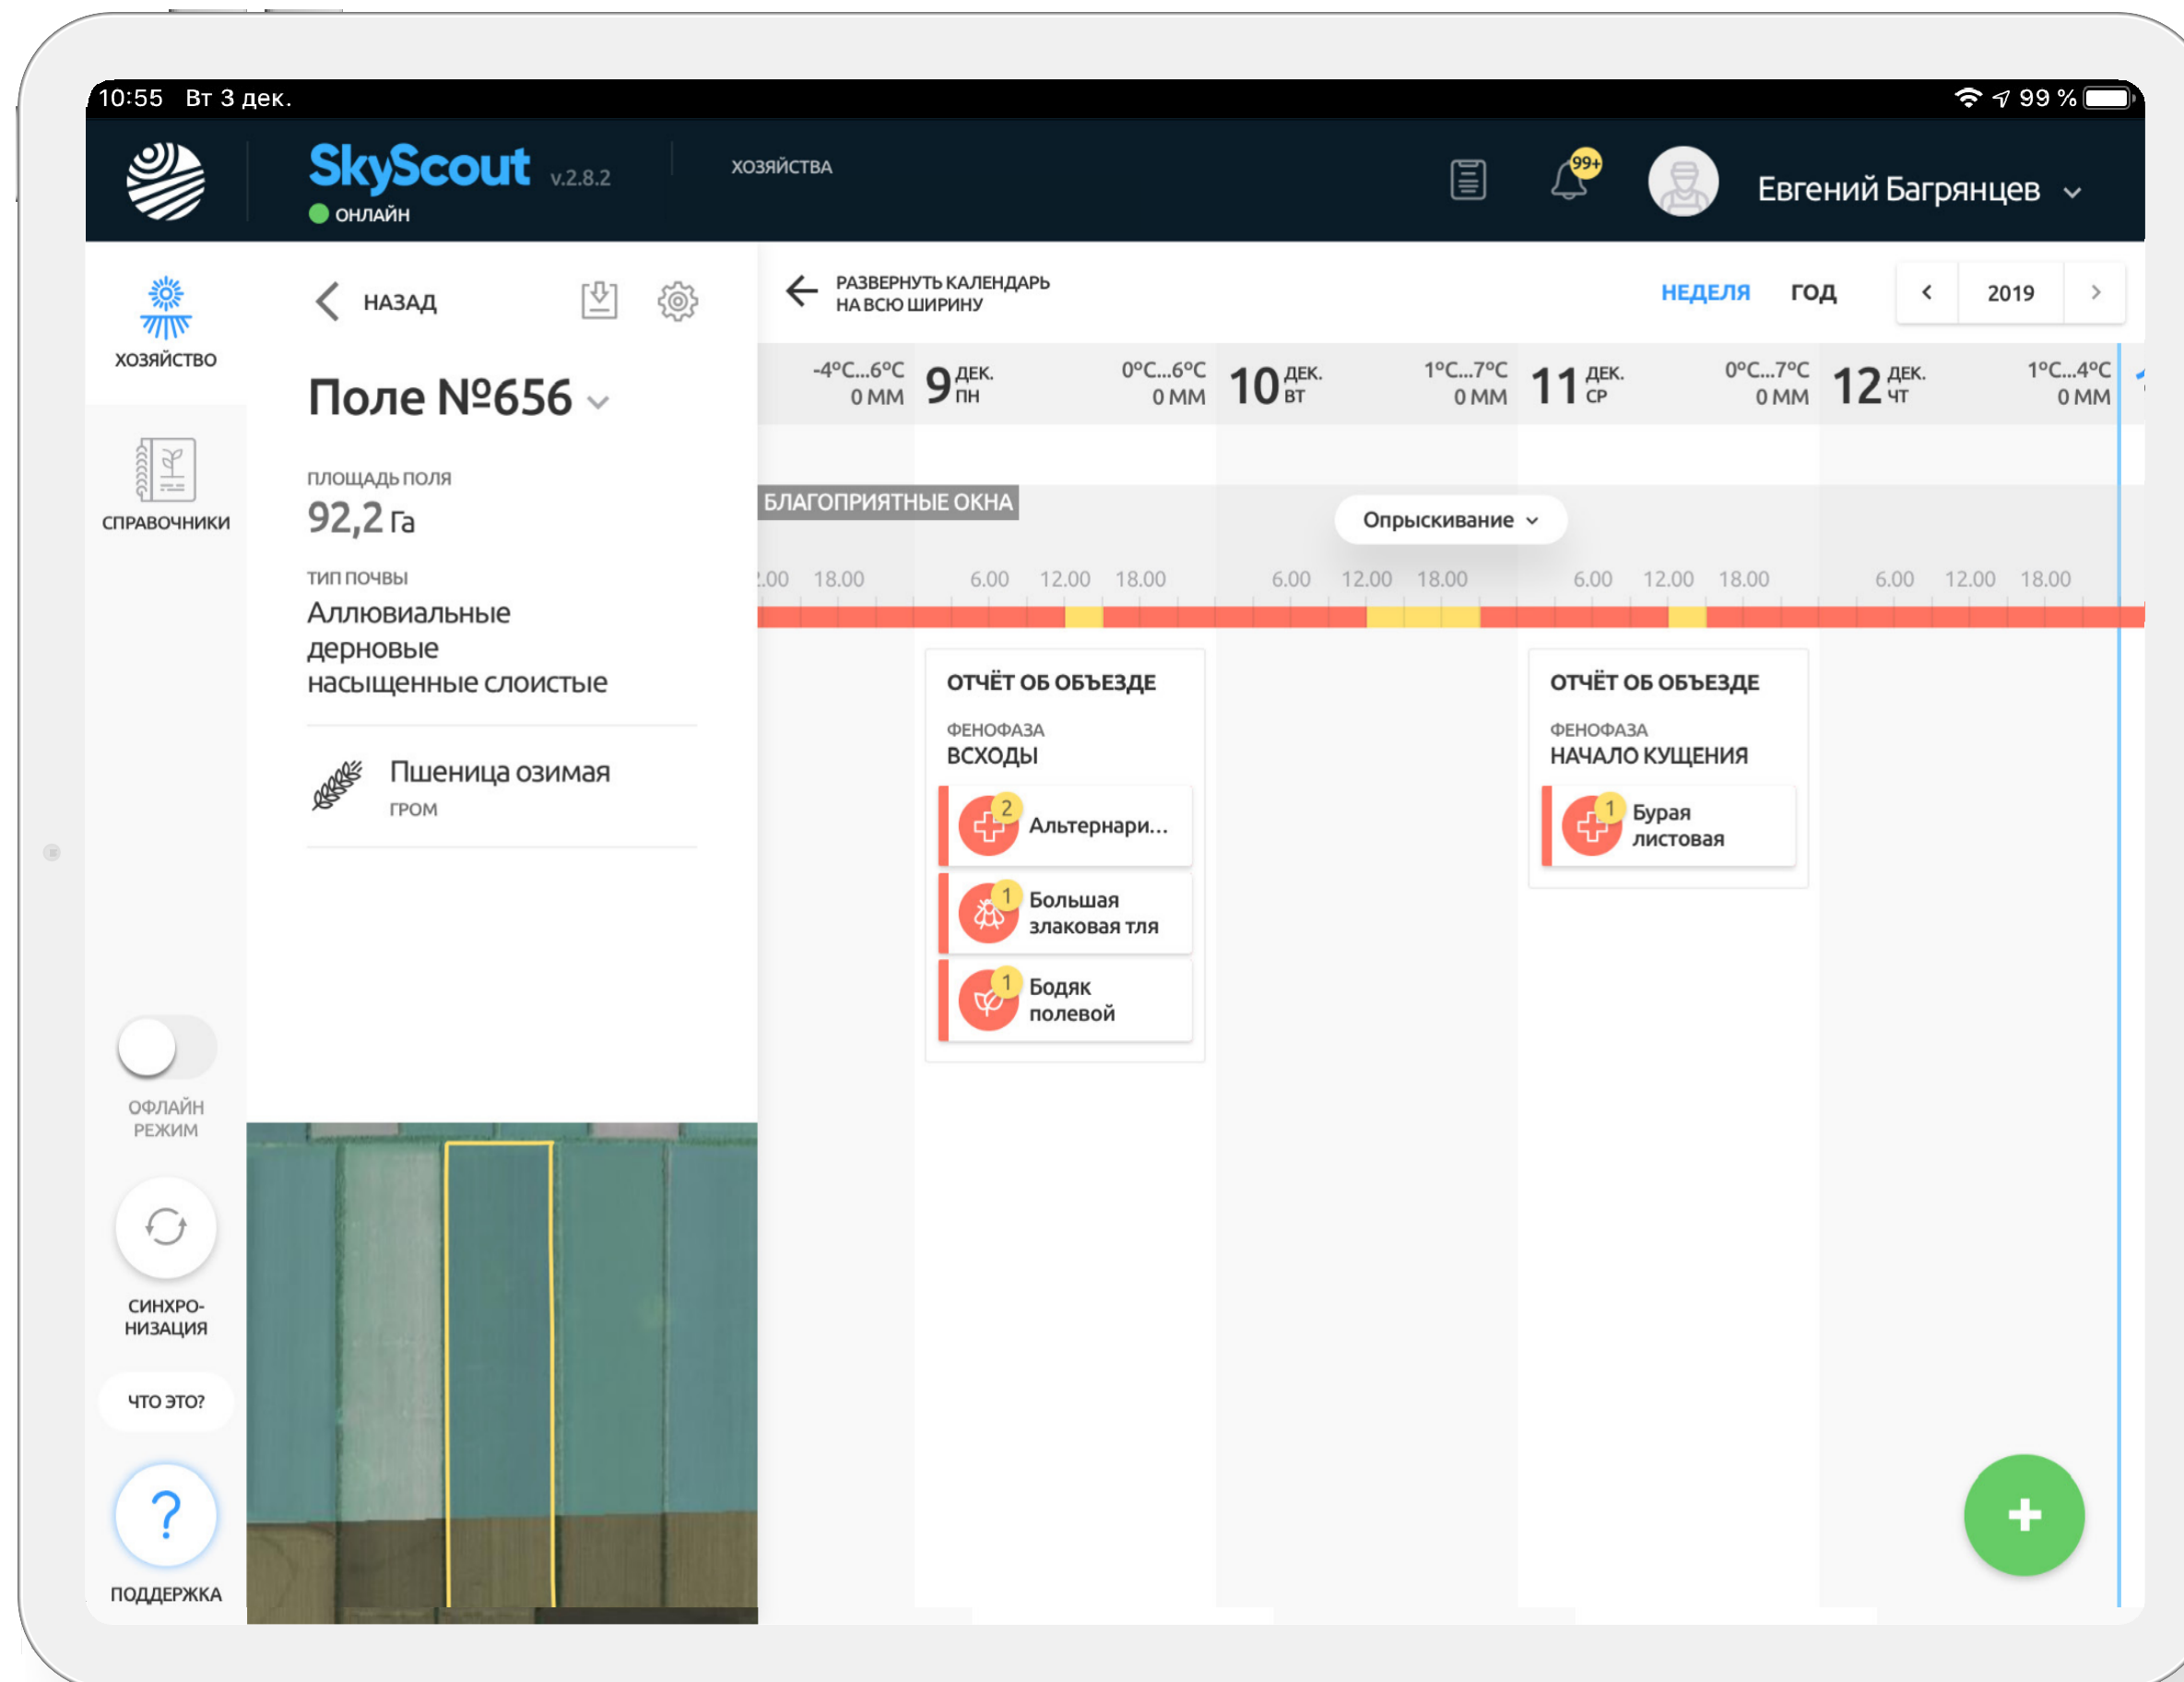 10:55 Вт 3 дек.
99 %
SkyScout v.2.8.2
ОНЛАЙН
ХОЗЯЙСТВА
99+
Евгений Багрянцев
ХОЗЯЙСТВО
СПРАВОЧНИКИ
ОФЛАЙН
РЕЖИМ
СИНХРО-
НИЗАЦИЯ
ЧТО ЭТО?
?
ПОДДЕРЖКА
НАЗАД
Поле №656
ПЛОЩАДЬ ПОЛЯ
92,2 Га
ТИП ПОЧВЫ
Аллювиальные
дерновые
насыщенные слоистые
Пшеница озимая
ГРОМ
РАЗВЕРНУТЬ КАЛЕНДАРЬ
НА ВСЮ ШИРИНУ
НЕДЕЛЯ ГОД < 2019 >
-4°C...6°C
0 ММ
9 ДЕК.
ПН
0°C...6°C
0 ММ
10 ДЕК.
ВТ
1°C...7°C
0 ММ
11 ДЕК.
СР
0°C...7°C
0 ММ
12 ДЕК.
ЧТ
1°C...4°C
0 ММ
БЛАГОПРИЯТНЫЕ ОКНА
Опрыскивание
2.00 18.00 6.00 12.00 18.00 6.00 12.00 18.00 6.00 12.00 18.00 6.00 12.00 18.00
ОТЧЁТ ОБ ОБЪЕЗДЕ
ФЕНОФАЗА
ВСХОДЫ
2
Альтернари...
1
Большая
злаковая тля
1
Бодяк
полевой
ОТЧЁТ ОБ ОБЪЕЗДЕ
ФЕНОФАЗА
НАЧАЛО КУЩЕНИЯ
1
Бурая
листовая